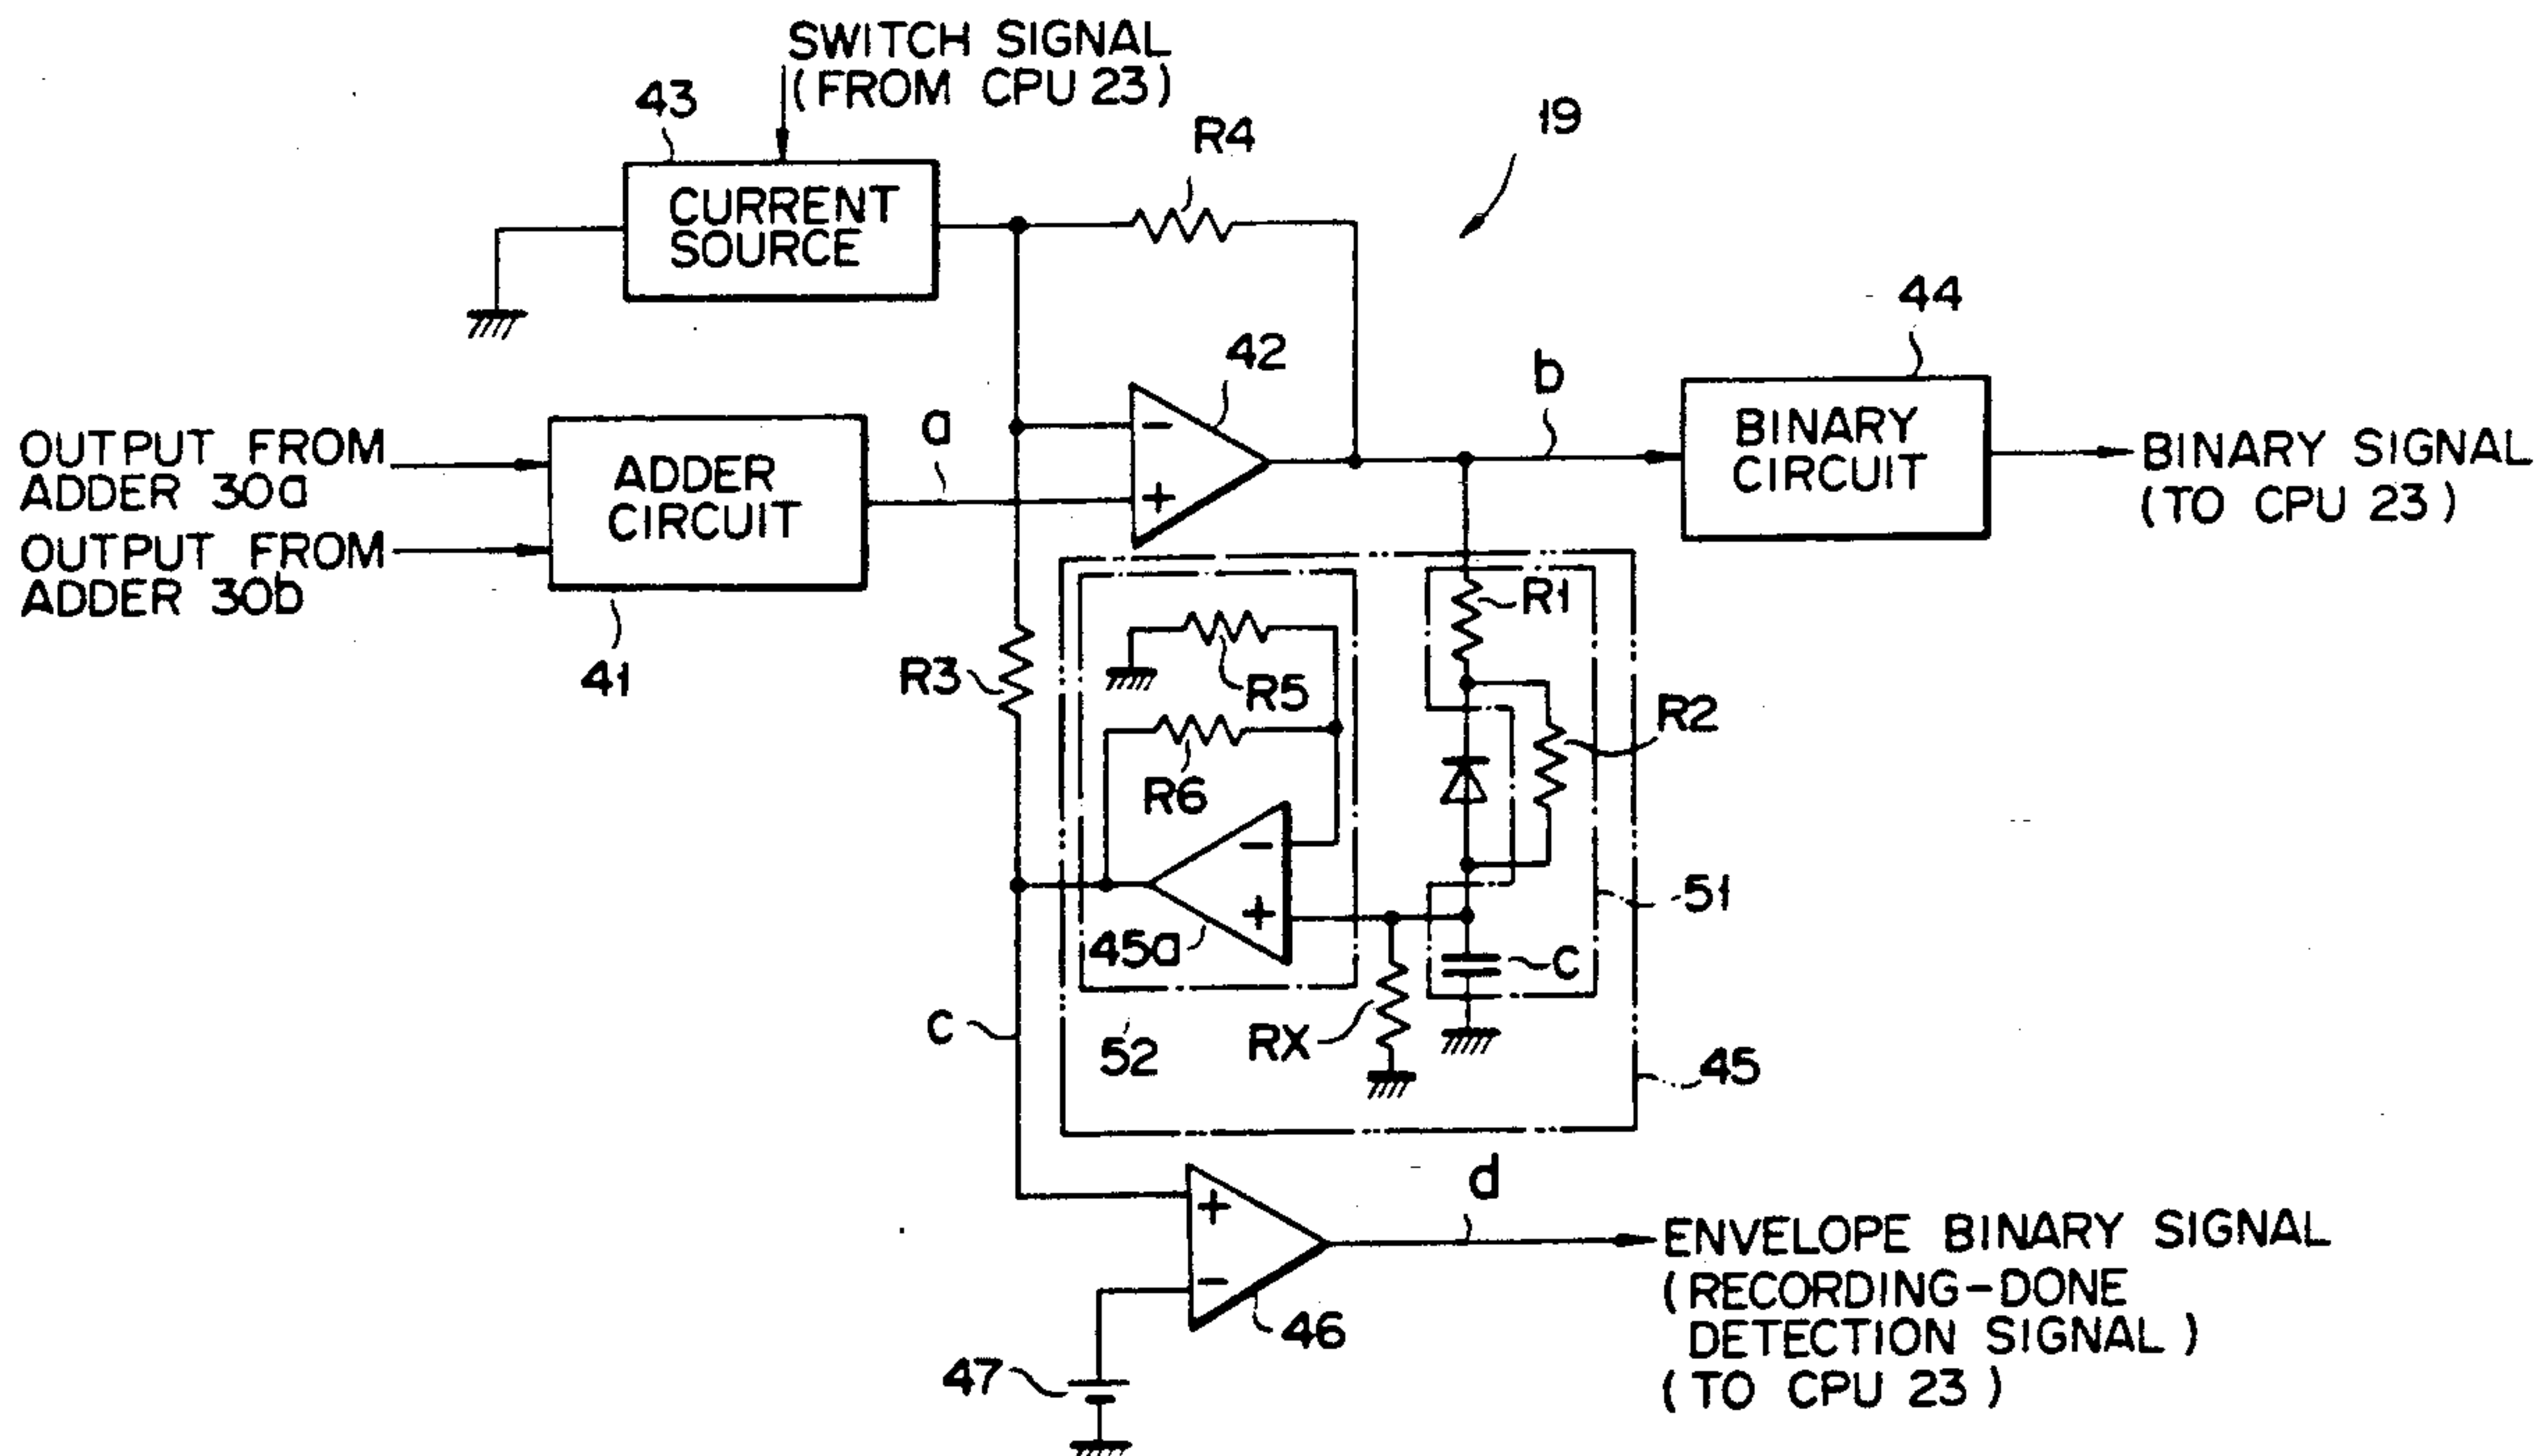 SWITCH SIGNAL
(FROM CPU 23)
43
R4
19
CURRENT
SOURCE
44
42
b
OUTPUT FROM
ADDER 30a
OUTPUT FROM
ADDER 30b
ADDER
CIRCUIT
a
−
+
BINARY
CIRCUIT
BINARY SIGNAL
(TO CPU 23)
41
R1
R3
R5
R2
R6
−
+
45a
51
C
c
52
RX
45
+
−
d
46
47
ENVELOPE BINARY SIGNAL
(RECORDING-DONE
DETECTION SIGNAL)
(TO CPU 23)